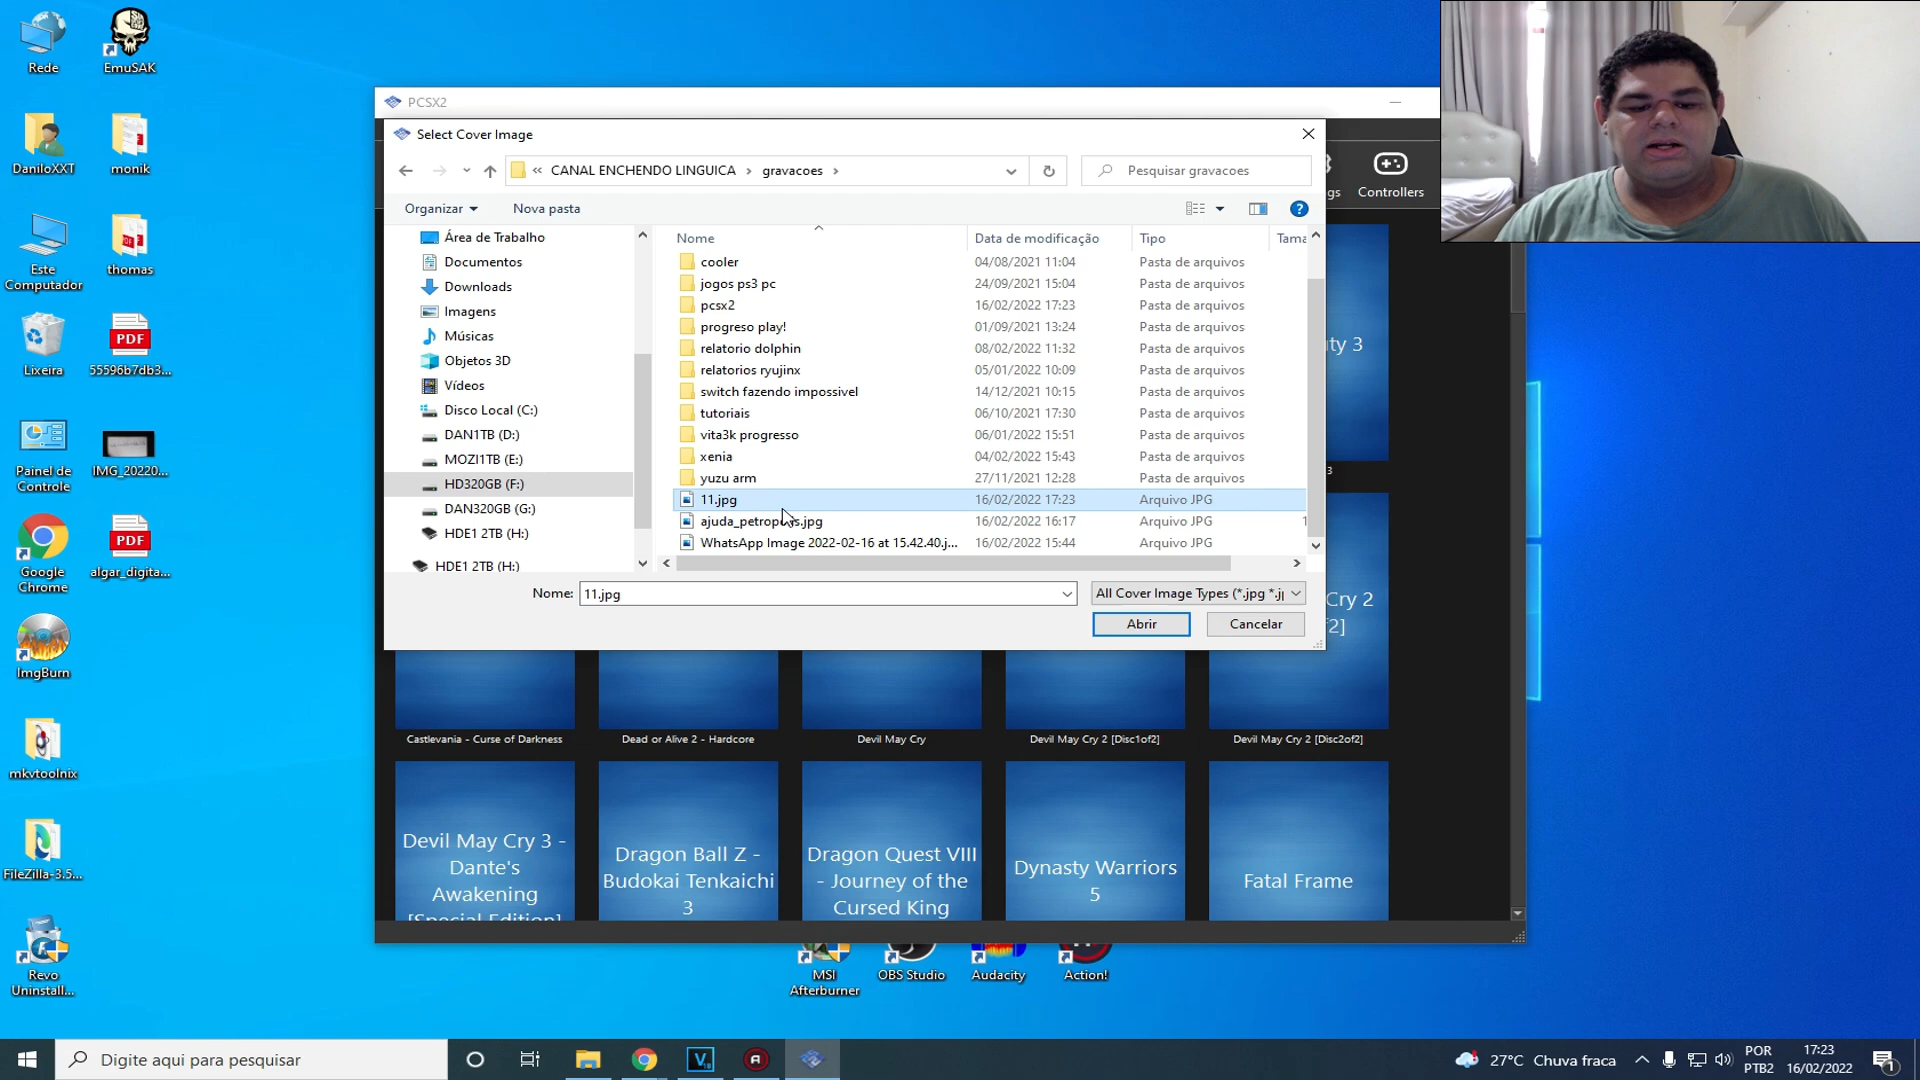 Rede
EmuSAK
DaniloXXT
monik
Este Computador
thomas
Lixeira
PDF
55596b7db3...
Painel de Controle
IMG_20220...
Google Chrome
PDF
algar_digita...
ImgBurn
mkvtoolnix
FileZilla-3.5...
Revo Uninstall...
PCSX2
Select Cover Image
« CANAL ENCHENDO LINGUICA > gravacoes >
Pesquisar gravacoes
gs
Controllers
Organizar
Nova pasta
Área de Trabalho
Documentos
Downloads
Imagens
Músicas
Objetos 3D
Vídeos
Disco Local (C:)
DAN1TB (D:)
MOZI1TB (E:)
HD320GB (F:)
DAN320GB (G:)
HDE1 2TB (H:)
HDE1 2TB (H:)
Nome Data de modificação Tipo Tama
cooler 04/08/2021 11:04 Pasta de arquivos
jogos ps3 pc 24/09/2021 15:04 Pasta de arquivos
pcsx2 16/02/2022 17:23 Pasta de arquivos
progreso play! 01/09/2021 13:24 Pasta de arquivos
relatorio dolphin 08/02/2022 11:32 Pasta de arquivos
relatorios ryujinx 05/01/2022 10:09 Pasta de arquivos
switch fazendo impossivel 14/12/2021 10:15 Pasta de arquivos
tutoriais 06/10/2021 17:30 Pasta de arquivos
vita3k progresso 06/01/2022 15:51 Pasta de arquivos
xenia 04/02/2022 15:43 Pasta de arquivos
yuzu arm 27/11/2021 12:28 Pasta de arquivos
11.jpg 16/02/2022 17:23 Arquivo JPG
16/02/2022 16:17 Arquivo JPG 1
WhatsApp Image 2022-02-16 at 15.42.40.j... 16/02/2022 15:44 Arquivo JPG
Nome: 11.jpg
All Cover Image Types (*.jpg *.j
Abrir
Cancelar
ty 3
3
Cry 2
f2]
Castlevania - Curse of Darkness
Dead or Alive 2 - Hardcore
Devil May Cry
Devil May Cry 2 [Disc1of2]
Devil May Cry 2 [Disc2of2]
Devil May Cry 3 -
Dante's
Awakening
[Special Edition]
Dragon Ball Z -
Budokai Tenkaichi
3
Dragon Quest VIII
- Journey of the
Cursed King
Dynasty Warriors
5
Fatal Frame
MSI Afterburner
OBS Studio
Audacity
Action!
Digite aqui para pesquisar
27°C Chuva fraca
POR
PTB2
17:23
16/02/2022
1